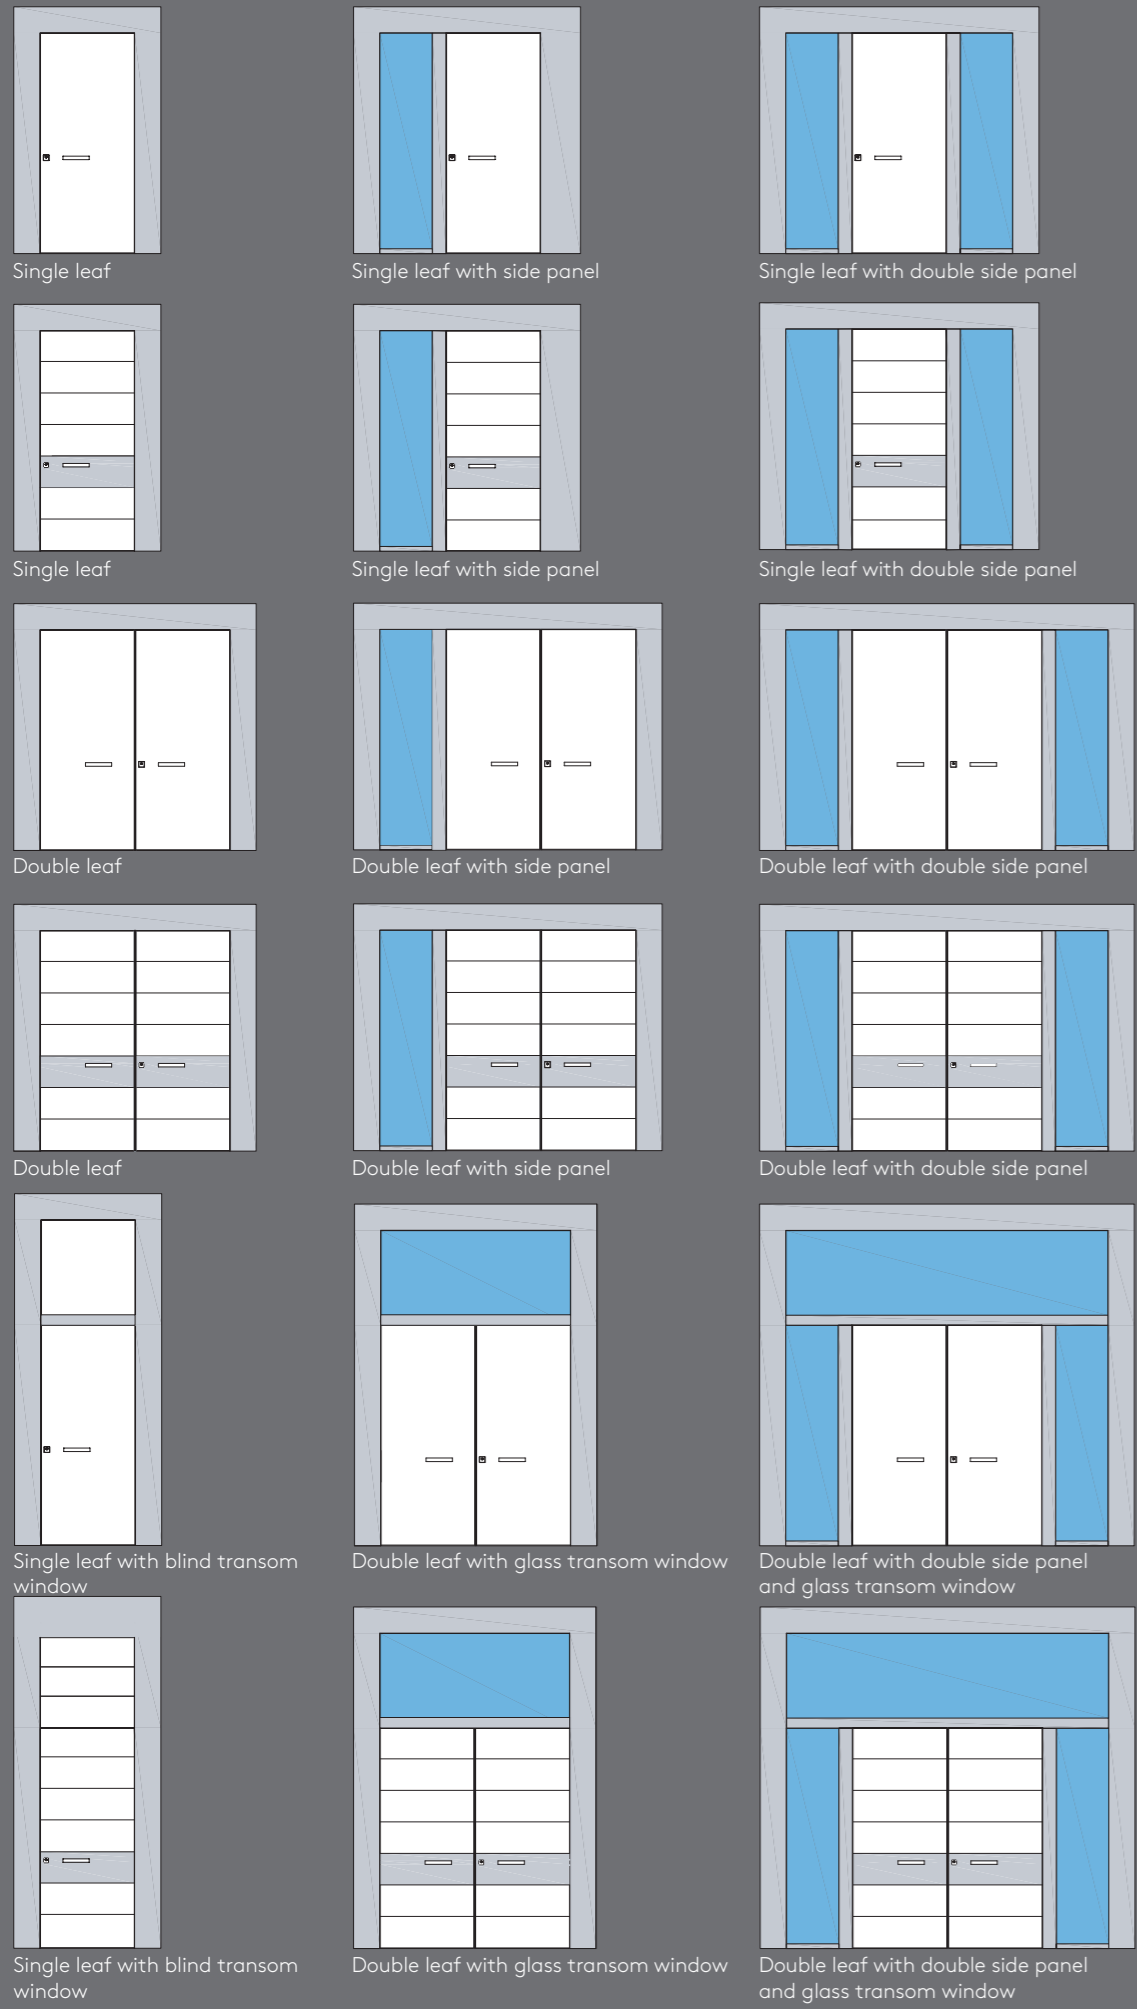 Single leaf
Single leaf with side panel
Single leaf with double side panel
Single leaf
Single leaf with side panel
Single leaf with double side panel
Double leaf
Double leaf with side panel
Double leaf with double side panel
Double leaf
Double leaf with side panel
Double leaf with double side panel
Single leaf with blind transom
window
Double leaf with glass transom window
Double leaf with double side panel
and glass transom window
Single leaf with blind transom
window
Double leaf with glass transom window
Double leaf with double side panel
and glass transom window